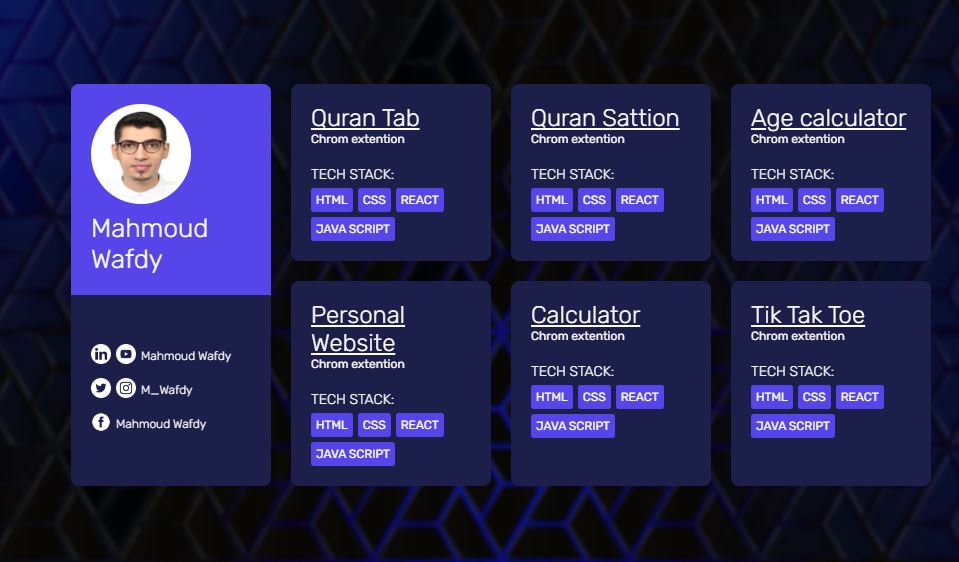 Mahmoud
Wafdy
Mahmoud Wafdy
M_Wafdy
Mahmoud Wafdy
Quran Tab
Chrom extention
TECH STACK:
HTML CSS REACT
JAVA SCRIPT
Quran Sattion
Chrom extention
TECH STACK:
HTML CSS REACT
JAVA SCRIPT
Age calculator
Chrom extention
TECH STACK:
HTML CSS REACT
JAVA SCRIPT
Personal
Website
Chrom extention
TECH STACK:
HTML CSS REACT
JAVA SCRIPT
Calculator
Chrom extention
TECH STACK:
HTML CSS REACT
JAVA SCRIPT
Tik Tak Toe
Chrom extention
TECH STACK:
HTML CSS REACT
JAVA SCRIPT